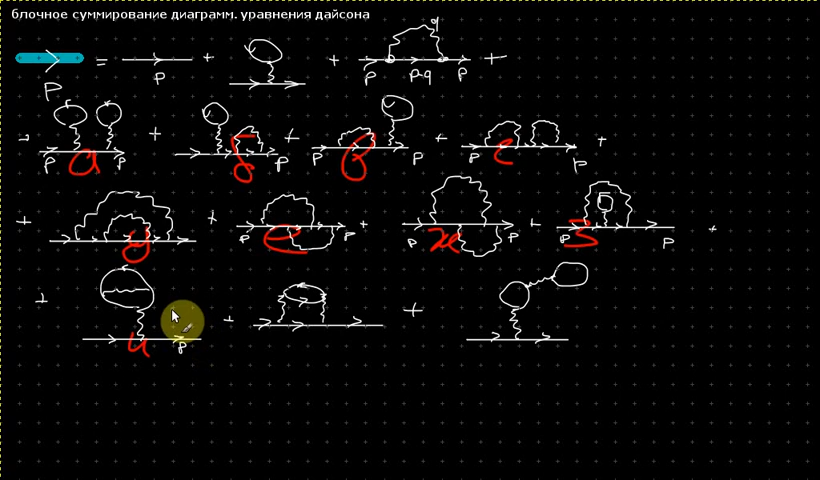 блочное суммирование диаграмм. уравнения дайсона
q
= p + + p p-q p +
P
+ p а p + б p + p в p + p г p +
+ д + p е p + p ж p + p з p +
+ и p + +